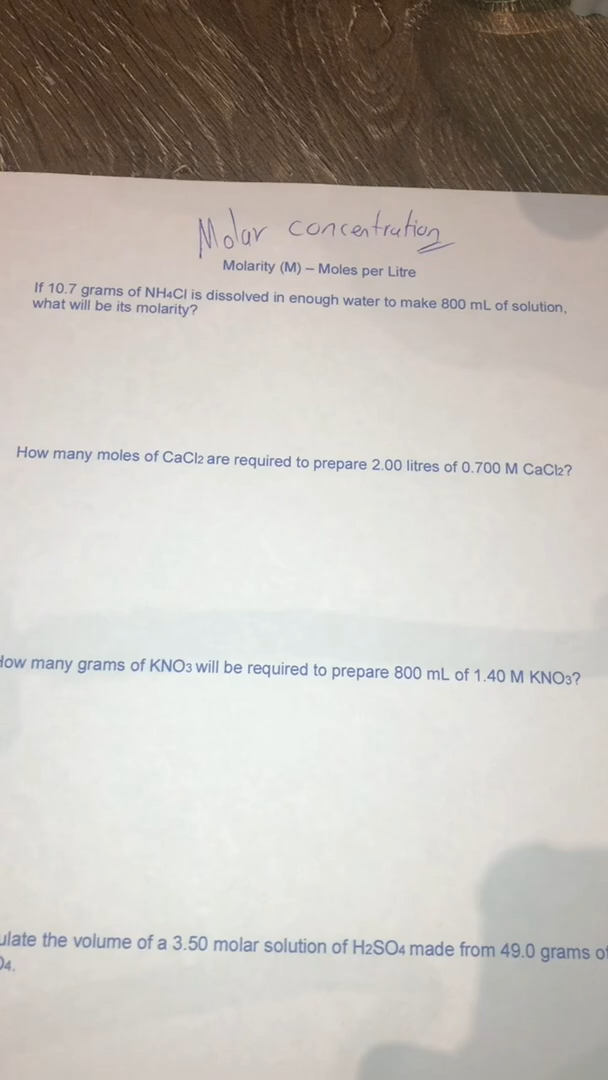 Molar concentration
Molarity (M) – Moles per Litre
If 10.7 grams of NH4Cl is dissolved in enough water to make 800 mL of solution,
what will be its molarity?
How many moles of CaCl2 are required to prepare 2.00 litres of 0.700 M CaCl2?
How many grams of KNO3 will be required to prepare 800 mL of 1.40 M KNO3?
ulate the volume of a 3.50 molar solution of H2SO4 made from 49.0 grams of
O4.